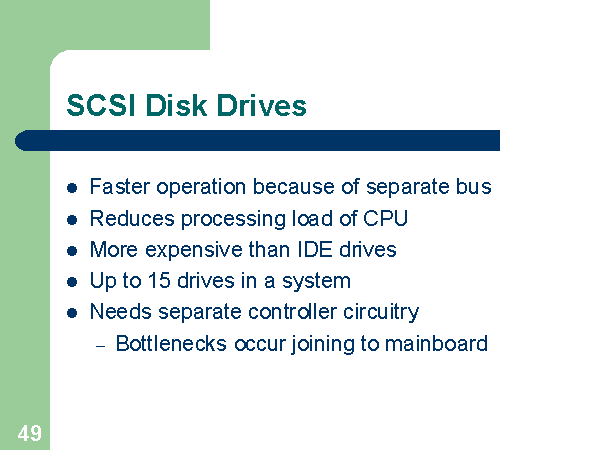 SCSI Disk Drives
● Faster operation because of separate bus
● Reduces processing load of CPU
● More expensive than IDE drives
● Up to 15 drives in a system
● Needs separate controller circuitry
– Bottlenecks occur joining to mainboard
49